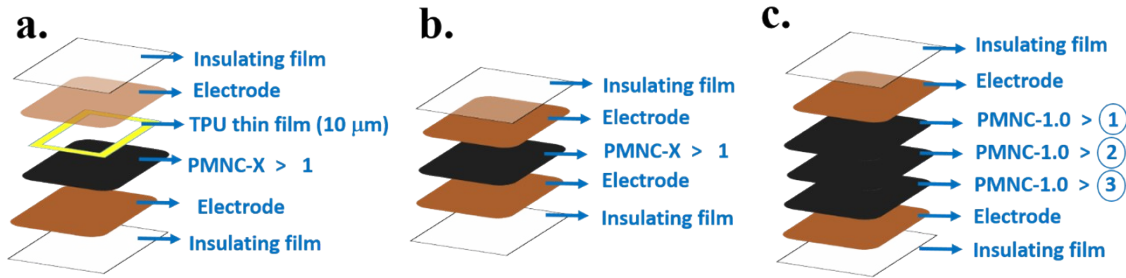 a.
Insulating film
Electrode
TPU thin film (10 μm)
PMNC-X > 1
Electrode
Insulating film
b.
Insulating film
Electrode
PMNC-X > 1
Electrode
Insulating film
c.
Insulating film
Electrode
PMNC-1.0 > 1
PMNC-1.0 > 2
PMNC-1.0 > 3
Electrode
Insulating film